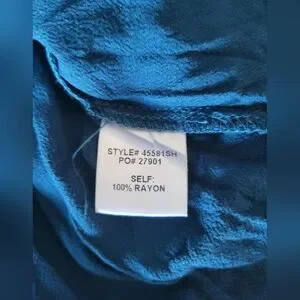 STYLE# 45581SH
PO# 27901
SELF:
100% RAYON